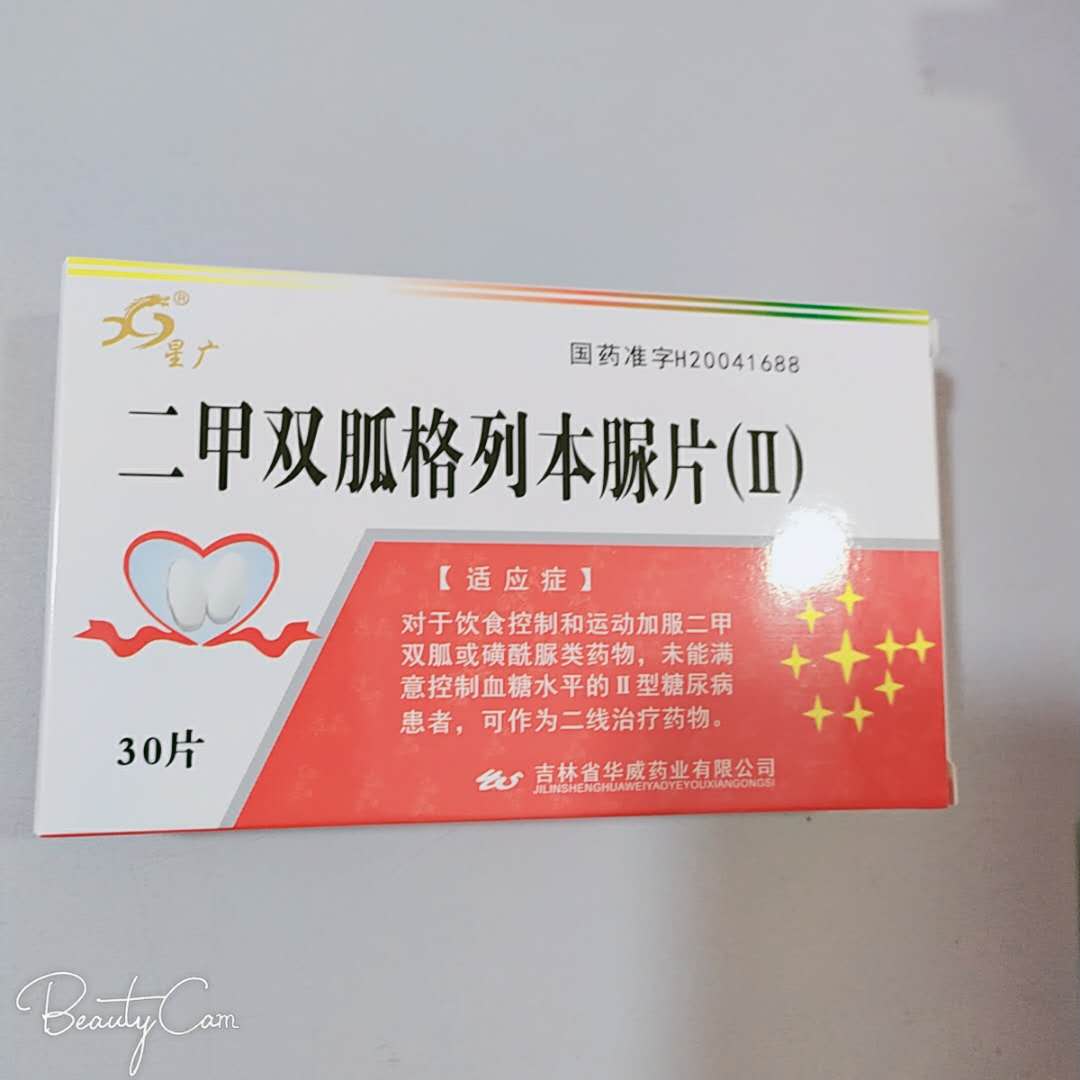 XG®
星广
国药准字H20041688
二甲双胍格列本脲片(Ⅱ)
【适应症】
对于饮食控制和运动加服二甲
双胍或磺酰脲类药物，未能满
意控制血糖水平的Ⅱ型糖尿病
患者，可作为二线治疗药物。
30片
吉林省华威药业有限公司
JILINSHENGHUAWEIYAOYEYOUXIANGONGSI
BeautyCam